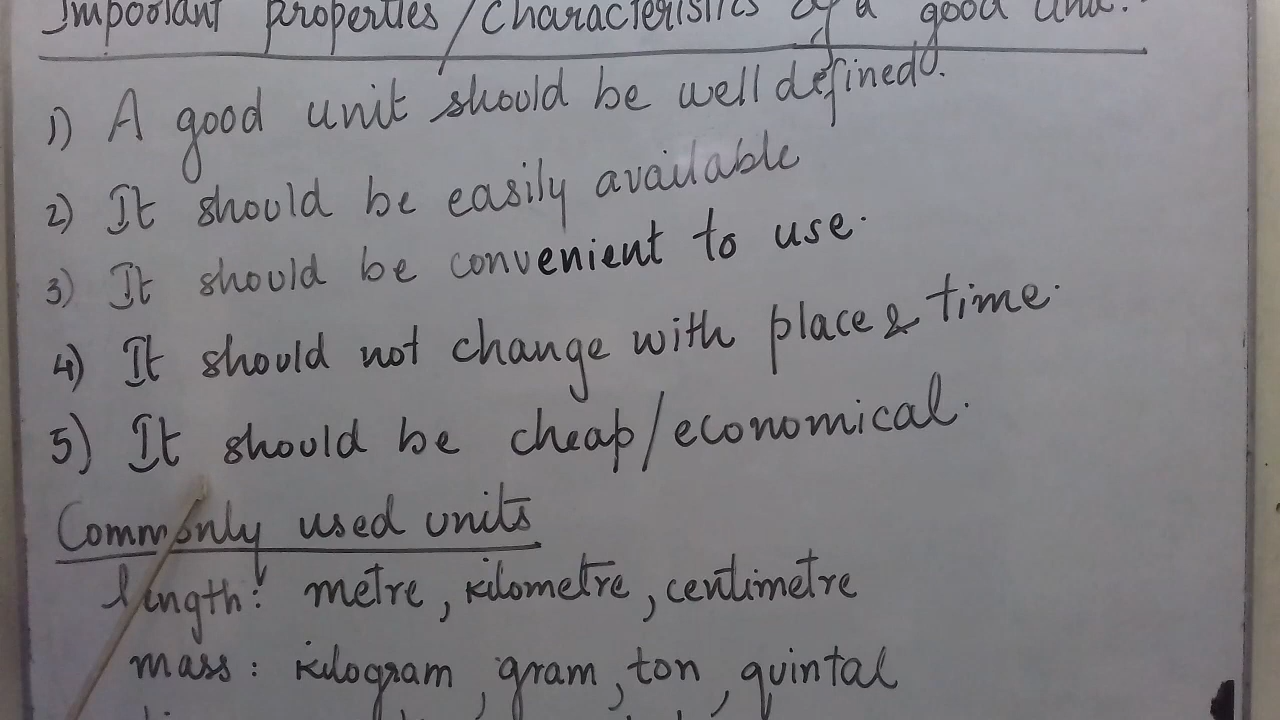 Important properties/characteristics of a good unit.
1) A good unit should be well defined.
2) It should be easily available
3) It should be convenient to use.
4) It should not change with place & time.
5) It should be cheap/economical.
Commonly used units
length: metre, kilometre, centimetre
mass: kilogram, gram, ton, quintal